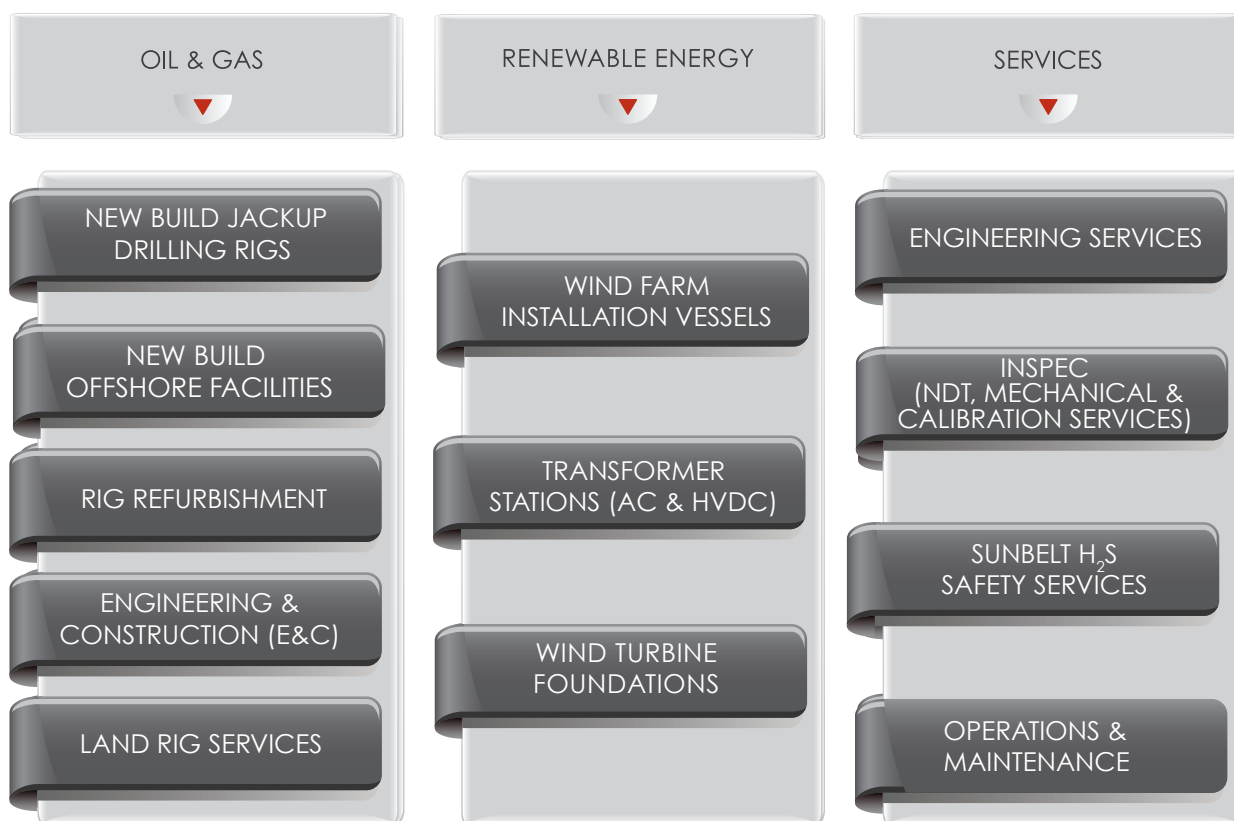 OIL & GAS
NEW BUILD JACKUP
DRILLING RIGS
NEW BUILD
OFFSHORE FACILITIES
RIG REFURBISHMENT
ENGINEERING &
CONSTRUCTION (E&C)
LAND RIG SERVICES
RENEWABLE ENERGY
WIND FARM
INSTALLATION VESSELS
TRANSFORMER
STATIONS (AC & HVDC)
WIND TURBINE
FOUNDATIONS
SERVICES
ENGINEERING SERVICES
INSPEC
(NDT, MECHANICAL &
CALIBRATION SERVICES)
SUNBELT H₂S
SAFETY SERVICES
OPERATIONS &
MAINTENANCE